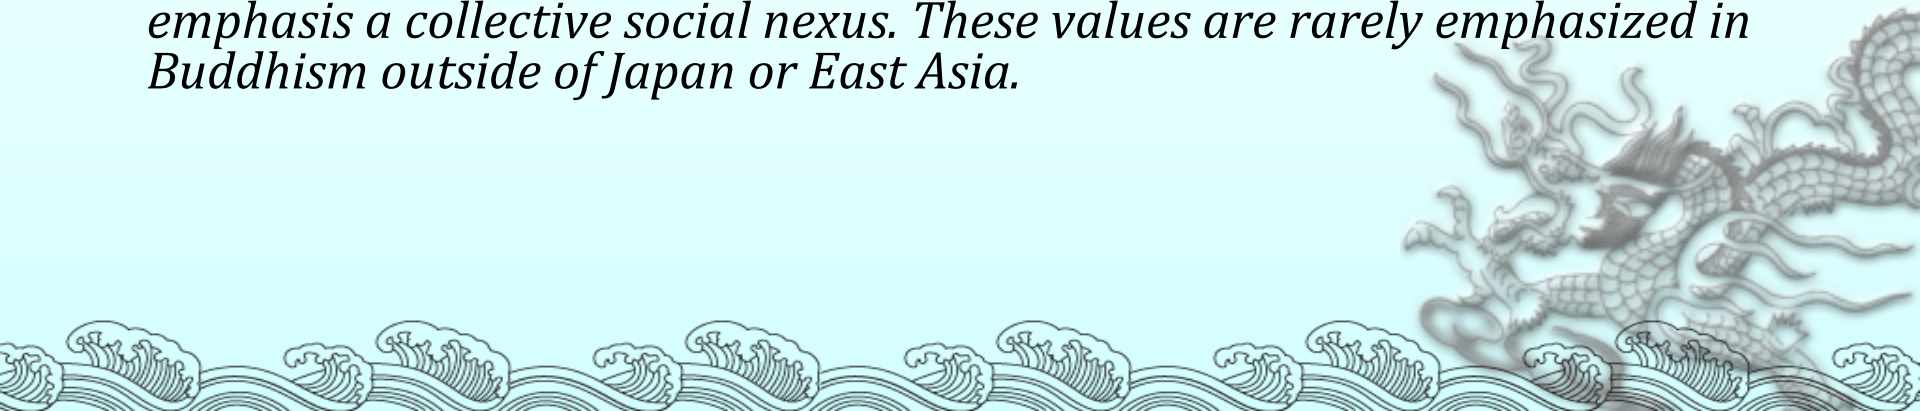 emphasis a collective social nexus. These values are rarely emphasized in
Buddhism outside of Japan or East Asia.